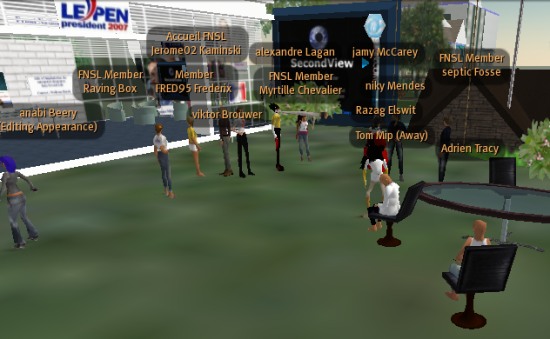 LE PEN
president 2007
Accueil FNSL
Jerome02 Kaminski
alexandre Lagan
jamy McCarey
SecondView
FNSL Member
Raving Box
Member
FRED95 Frederix
FNSL Member
Myrtille Chevalier
FNSL Member
septic Fosse
niky Mendes
anabi Beery
(Editing Appearance)
viktor Brouwer
Razag Elswit
Tom Mip (Away)
Adrien Tracy